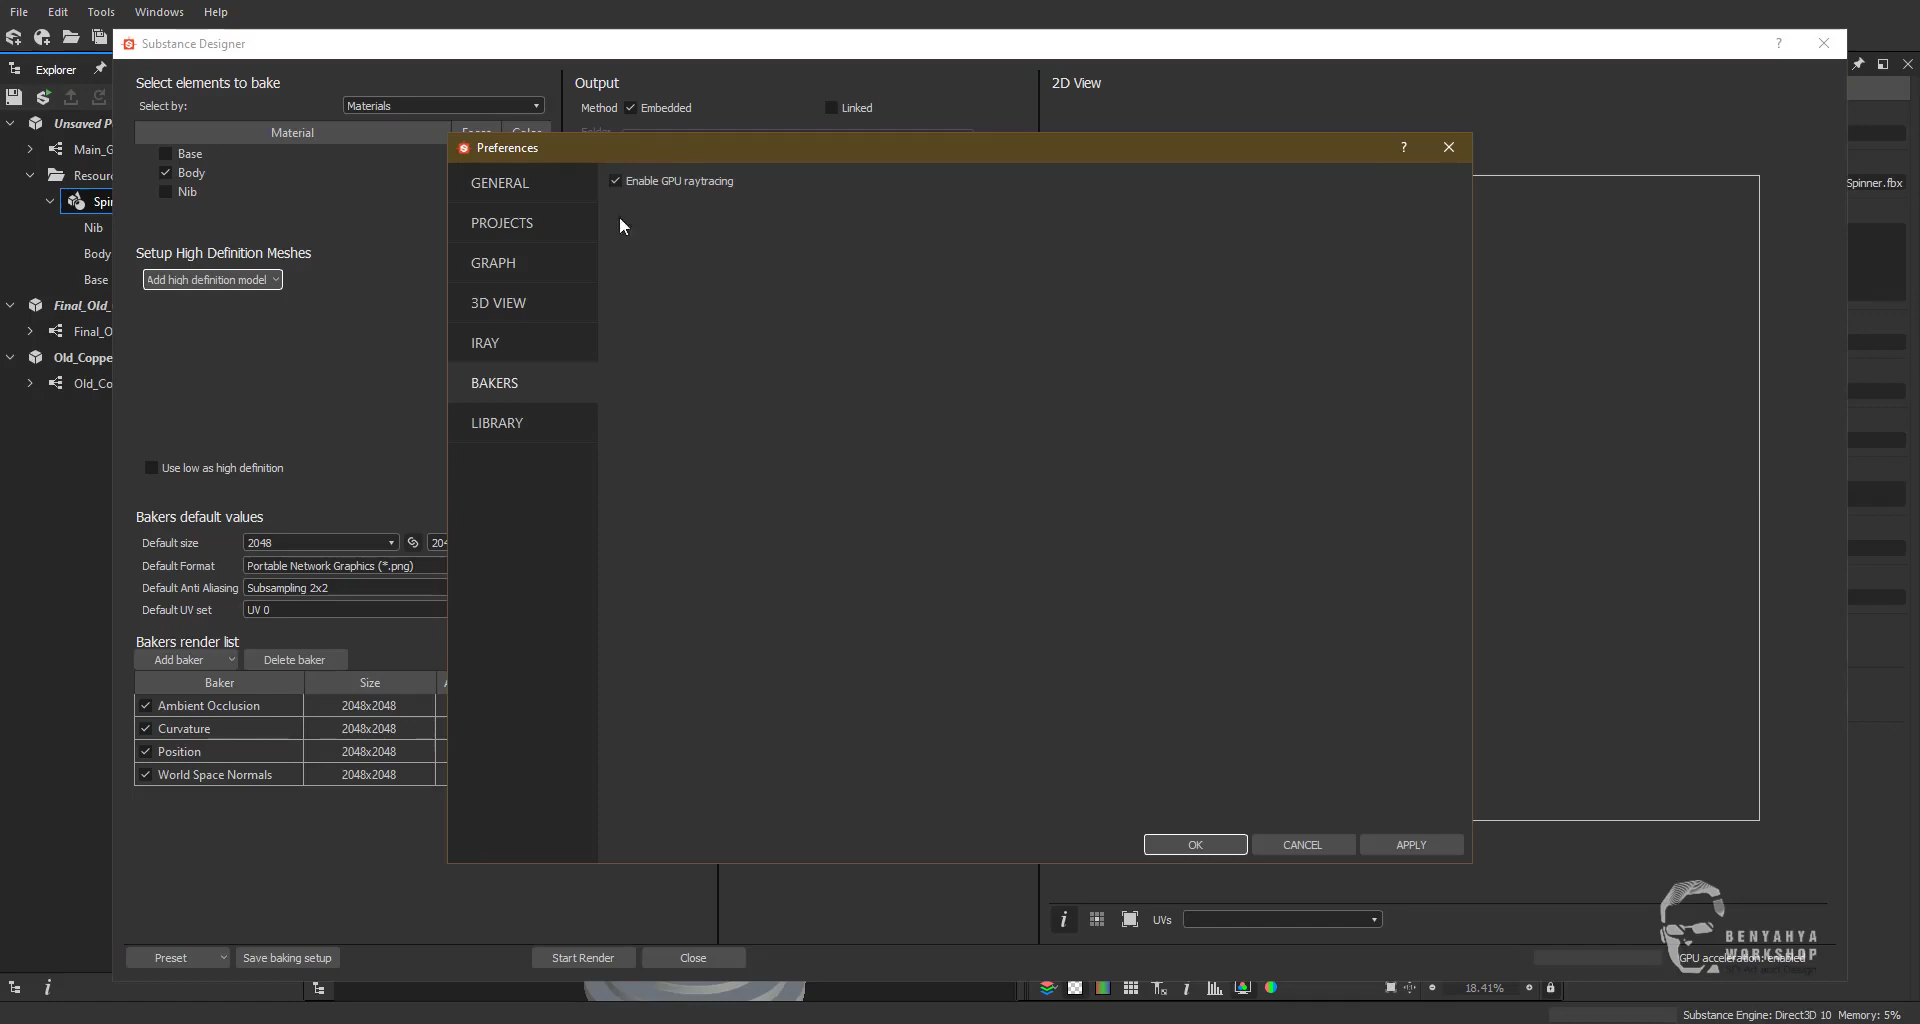 File Edit Tools Windows Help
Substance Designer
Explorer
Select elements to bake
Output
2D View
Select by:
Materials
Method
Embedded
Linked
Material
Unsaved P
Base
Preferences
Main_G
Body
GENERAL
Enable GPU raytracing
Resour
Nib
Spinner.fbx
Spin
PROJECTS
Nib
Body
Setup High Definition Meshes
GRAPH
Base
Add high definition model
Final_Old_
3D VIEW
Final_O
IRAY
Old_Coppe
Old_Co
BAKERS
LIBRARY
Use low as high definition
Bakers default values
Default size
2048
204
Default Format
Portable Network Graphics (*.png)
Default Anti Aliasing
Subsampling 2x2
Default UV set
UV 0
Bakers render list
Add baker
Delete baker
Baker
Size
Ambient Occlusion
2048x2048
Curvature
2048x2048
Position
2048x2048
World Space Normals
2048x2048
OK
CANCEL
APPLY
UVs
BENYAHYA
WORKSHOP
Preset
Save baking setup
Start Render
Close
GPU acceleration: enabled
18.41%
Substance Engine: Direct3D 10 Memory: 5%